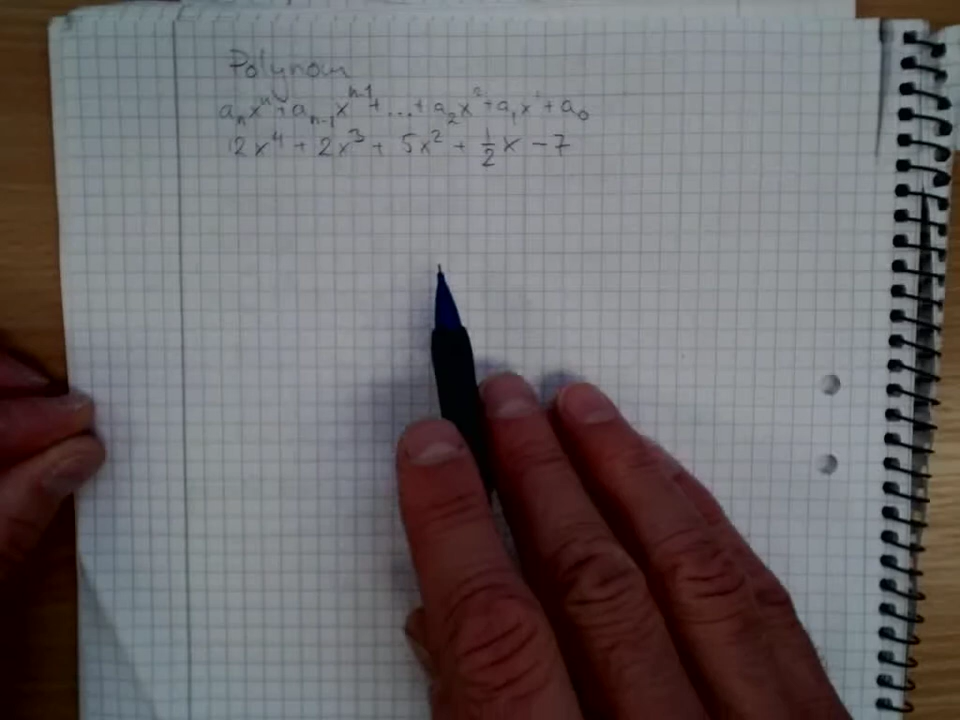 Polynom
aₙxⁿ + aₙ₋₁xⁿ⁻¹ + ... + a₂x² + a₁x¹ + a₀
2x⁴ + 2x³ + 5x² + ½x - 7